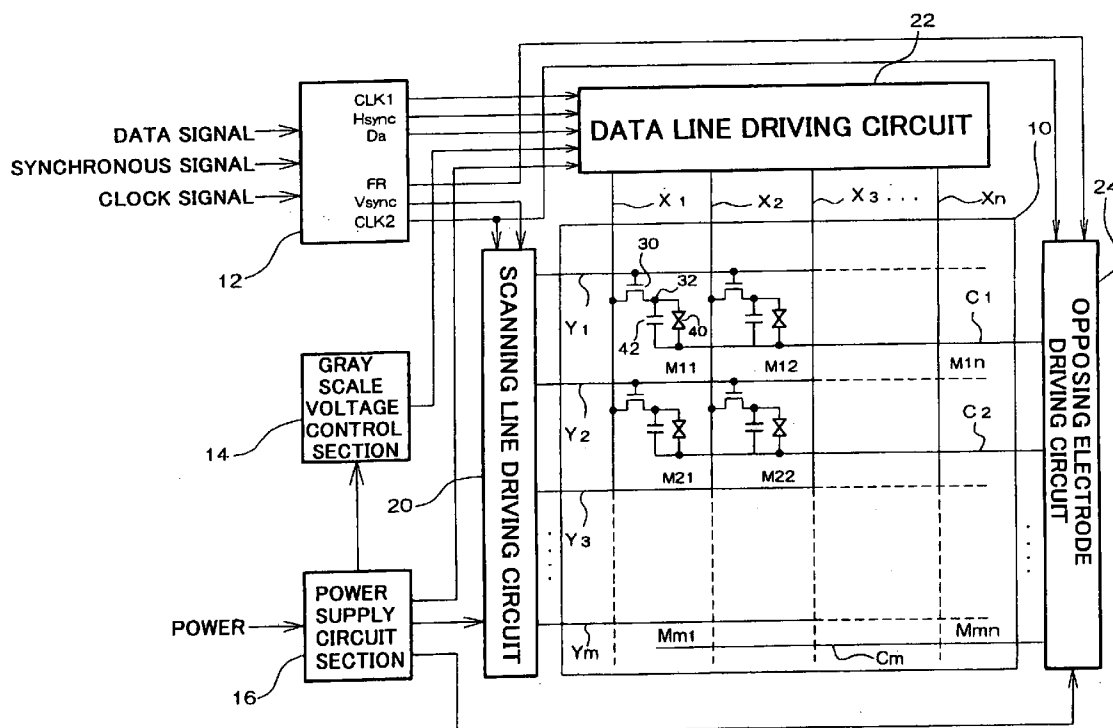 22
CLK1
Hsync
Da
FR
Vsync
CLK2
DATA SIGNAL
SYNCHRONOUS SIGNAL
CLOCK SIGNAL
12
DATA LINE DRIVING CIRCUIT
10
24
X1
X2
X3 ...
Xn
SCANNING LINE DRIVING CIRCUIT
20
OPPOSING ELECTRODE
DRIVING CIRCUIT
30
32
42
40
Y1
C1
M11
M12
M1n
Y2
C2
M21
M22
Y3
GRAY
SCALE
VOLTAGE
CONTROL
SECTION
14
POWER
POWER
SUPPLY
CIRCUIT
SECTION
16
Ym
Mm1
Mmn
Cm